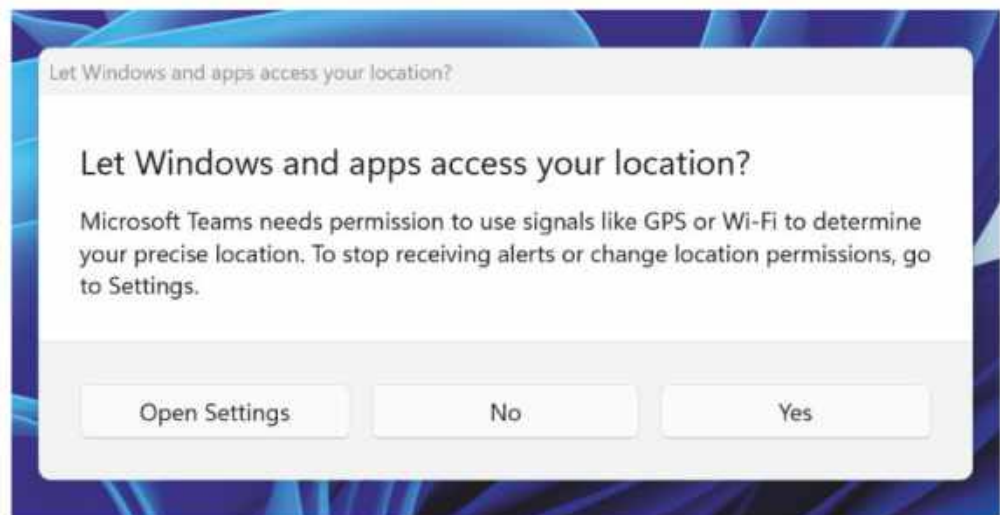 Let Windows and apps access your location?
Let Windows and apps access your location?
Microsoft Teams needs permission to use signals like GPS or Wi-Fi to determine
your precise location. To stop receiving alerts or change location permissions, go
to Settings.
Open Settings No Yes